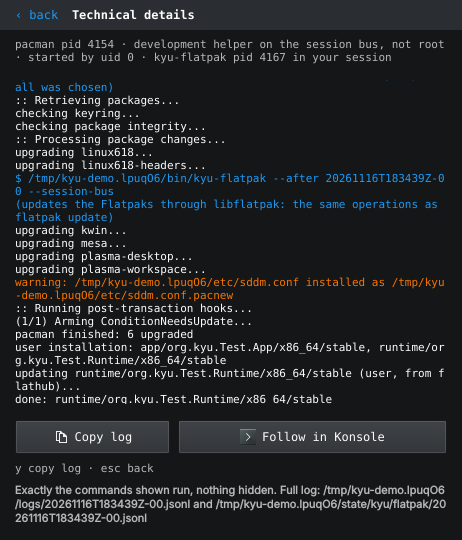 ‹ back Technical details
pacman pid 4154 · development helper on the session bus, not root
· started by uid 0 · kyu-flatpak pid 4167 in your session
all was chosen)
:: Retrieving packages...
checking keyring...
checking package integrity...
:: Processing package changes...
upgrading linux618...
upgrading linux618-headers...
$ /tmp/kyu-demo.lpuqO6/bin/kyu-flatpak --after 20261116T183439Z-0
0 --session-bus
(updates the Flatpaks through libflatpak: the same operations as
flatpak update)
upgrading kwin...
upgrading mesa...
upgrading plasma-desktop...
upgrading plasma-workspace...
warning: /tmp/kyu-demo.lpuqO6/etc/sddm.conf installed as /tmp/kyu
-demo.lpuqO6/etc/sddm.conf.pacnew
:: Running post-transaction hooks...
(1/1) Arming ConditionNeedsUpdate...
pacman finished: 6 upgraded
user installation: app/org.kyu.Test.App/x86_64/stable, runtime/or
g.kyu.Test.Runtime/x86_64/stable
updating runtime/org.kyu.Test.Runtime/x86_64/stable (user, from f
lathub)...
done: runtime/org.kyu.Test.Runtime/x86_64/stable
Copy log
Follow in Konsole
y copy log · esc back
Exactly the commands shown run, nothing hidden. Full log: /tmp/kyu-demo.lpuqO6
/logs/20261116T183439Z-00.jsonl and /tmp/kyu-demo.lpuqO6/state/kyu/flatpak/20
261116T183439Z-00.jsonl